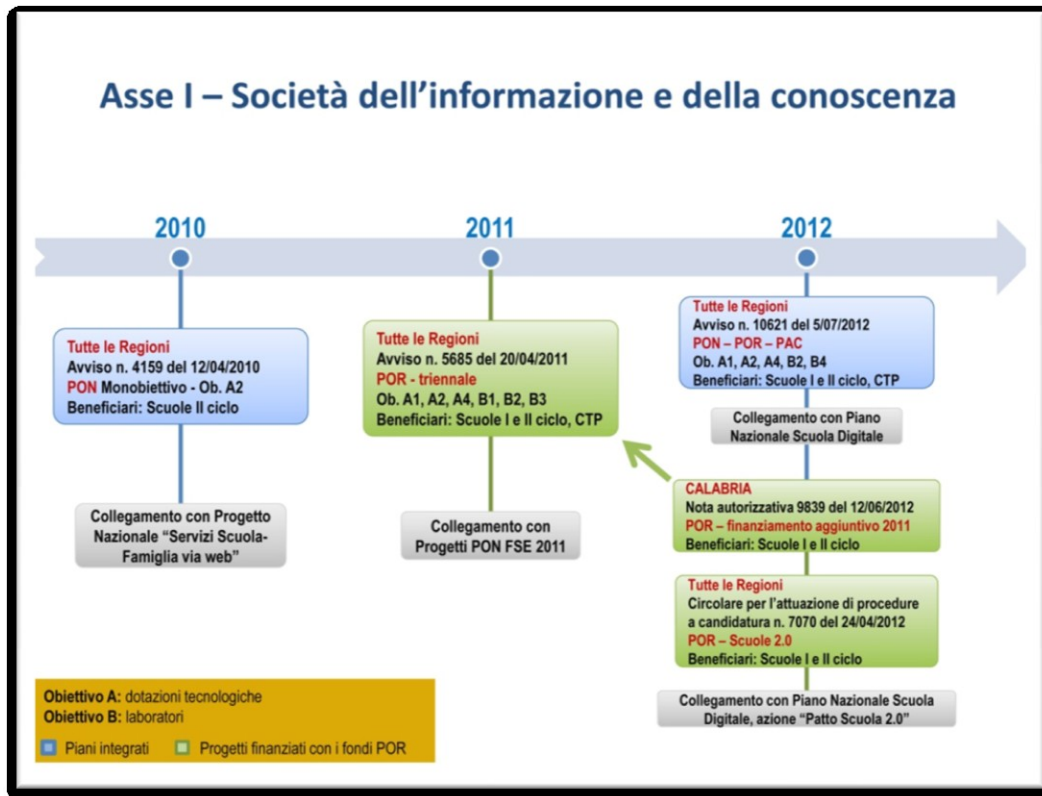 Asse I – Società dell'informazione e della conoscenza
2010
2011
2012
Tutte le Regioni
Avviso n. 4159 del 12/04/2010
PON Monobiettivo - Ob. A2
Beneficiari: Scuole II ciclo
Collegamento con Progetto
Nazionale “Servizi Scuola-
Famiglia via web”
Tutte le Regioni
Avviso n. 5685 del 20/04/2011
POR - triennale
Ob. A1, A2, A4, B1, B2, B3
Beneficiari: Scuole I e II ciclo, CTP
Collegamento con
Progetti PON FSE 2011
Tutte le Regioni
Avviso n. 10621 del 5/07/2012
PON – POR – PAC
Ob. A1, A2, A4, B2, B4
Beneficiari: Scuole I e II ciclo, CTP
Collegamento con Piano
Nazionale Scuola Digitale
CALABRIA
Nota autorizzativa 9839 del 12/06/2012
POR – finanziamento aggiuntivo 2011
Beneficiari: Scuole I e II ciclo
Tutte le Regioni
Circolare per l'attuazione di procedure
a candidatura n. 7070 del 24/04/2012
POR – Scuole 2.0
Beneficiari: Scuole I e II ciclo
Collegamento con Piano Nazionale Scuola
Digitale, azione “Patto Scuola 2.0”
Obiettivo A: dotazioni tecnologiche
Obiettivo B: laboratori
Piani integrati
Progetti finanziati con i fondi POR